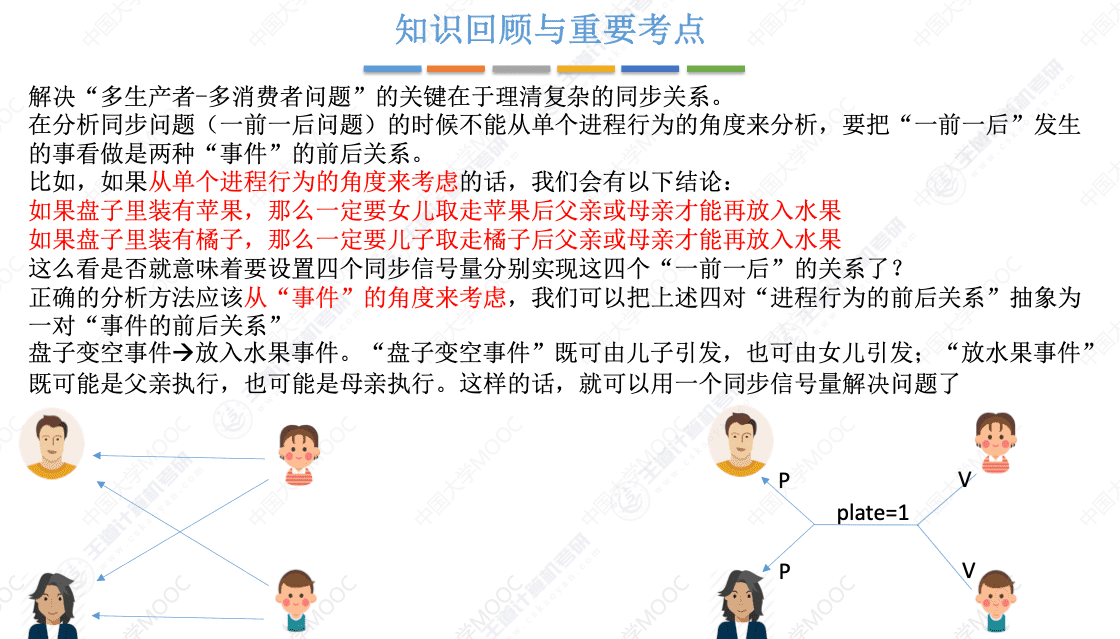 知识回顾与重要考点
解决“多生产者-多消费者问题”的关键在于理清复杂的同步关系。
在分析同步问题（一前一后问题）的时候不能从单个进程行为的角度来分析，要把“一前一后”发生
的事看做是两种“事件”的前后关系。
比如，如果从单个进程行为的角度来考虑的话，我们会有以下结论：
如果盘子里装有苹果，那么一定要女儿取走苹果后父亲或母亲才能再放入水果
如果盘子里装有橘子，那么一定要儿子取走橘子后父亲或母亲才能再放入水果
这么看是否就意味着要设置四个同步信号量分别实现这四个“一前一后”的关系了？
正确的分析方法应该从“事件”的角度来考虑，我们可以把上述四对“进程行为的前后关系”抽象为
一对“事件的前后关系”
盘子变空事件→放入水果事件。“盘子变空事件”既可由儿子引发，也可由女儿引发；“放水果事件”
既可能是父亲执行，也可能是母亲执行。这样的话，就可以用一个同步信号量解决问题了
P
V
plate=1
P
V
中国大学MOOC
王道计算机考研